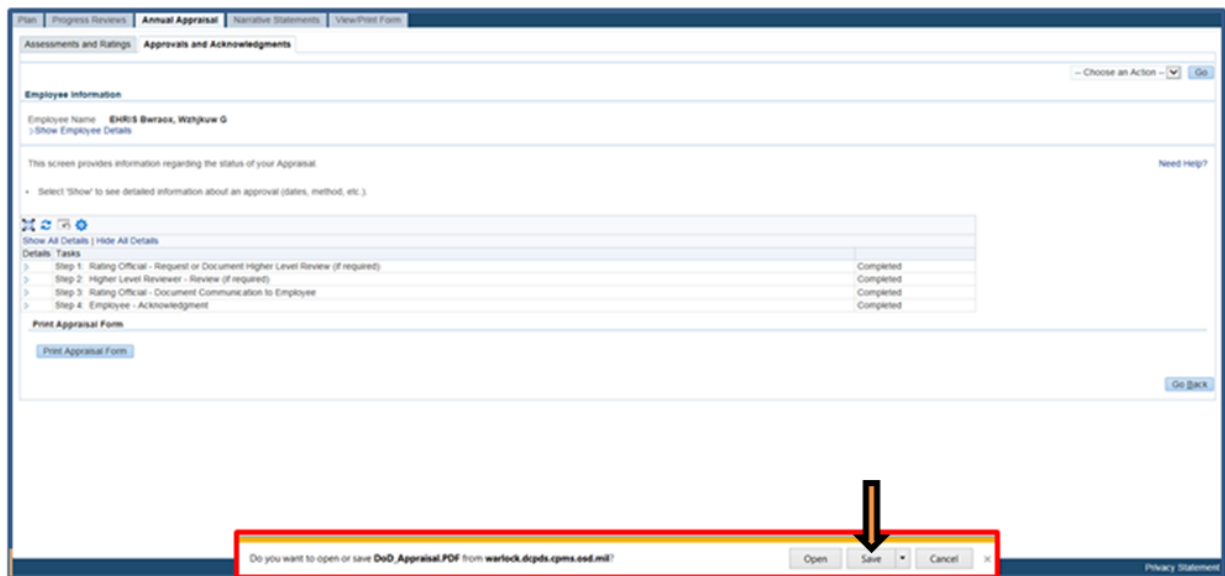 Plan Progress Reviews Annual Appraisal Narrative Statements View/Print Form
Assessments and Ratings Approvals and Acknowledgments
-- Choose an Action -- Go
Employee Information
Employee Name EHRIS Bwraox, Wzhjkuw G
>Show Employee Details
This screen provides information regarding the status of your Appraisal. Need Help?
• Select 'Show' to see detailed information about an approval (dates, method, etc.).
Show All Details | Hide All Details
Details Tasks
> Step 1: Rating Official - Request or Document Higher Level Review (if required) Completed
> Step 2: Higher Level Reviewer - Review (if required) Completed
> Step 3: Rating Official - Document Communication to Employee Completed
> Step 4: Employee - Acknowledgment Completed
Print Appraisal Form
Print Appraisal Form
Go Back
Do you want to open or save DoD_Appraisal.PDF from warlock.dcpds.cpms.osd.mil? Open Save Cancel ×
Privacy Statement